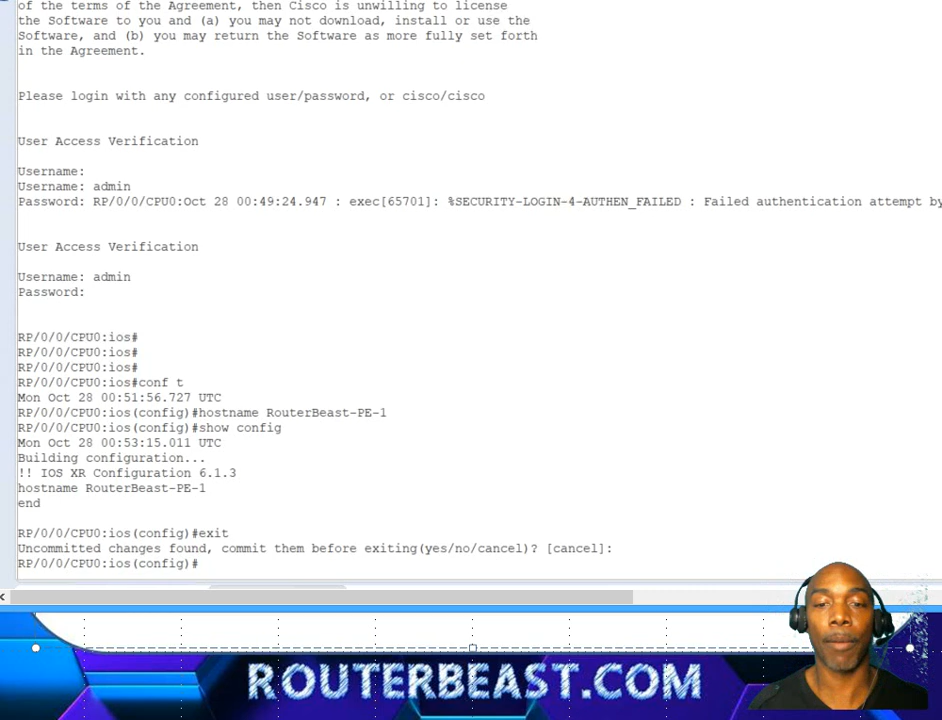 of the terms of the Agreement, then Cisco is unwilling to license
the Software to you and (a) you may not download, install or use the
Software, and (b) you may return the Software as more fully set forth
in the Agreement.
Please login with any configured user/password, or cisco/cisco
User Access Verification
Username:
Username: admin
Password: RP/0/0/CPU0:Oct 28 00:49:24.947 : exec[65701]: %SECURITY-LOGIN-4-AUTHEN_FAILED : Failed authentication attempt by
User Access Verification
Username: admin
Password:
RP/0/0/CPU0:ios#
RP/0/0/CPU0:ios#
RP/0/0/CPU0:ios#
RP/0/0/CPU0:ios#conf t
Mon Oct 28 00:51:56.727 UTC
RP/0/0/CPU0:ios(config)#hostname RouterBeast-PE-1
RP/0/0/CPU0:ios(config)#show config
Mon Oct 28 00:53:15.011 UTC
Building configuration...
!! IOS XR Configuration 6.1.3
hostname RouterBeast-PE-1
end
RP/0/0/CPU0:ios(config)#exit
Uncommitted changes found, commit them before exiting(yes/no/cancel)? [cancel]:
RP/0/0/CPU0:ios(config)#
ROUTERBEAST.COM